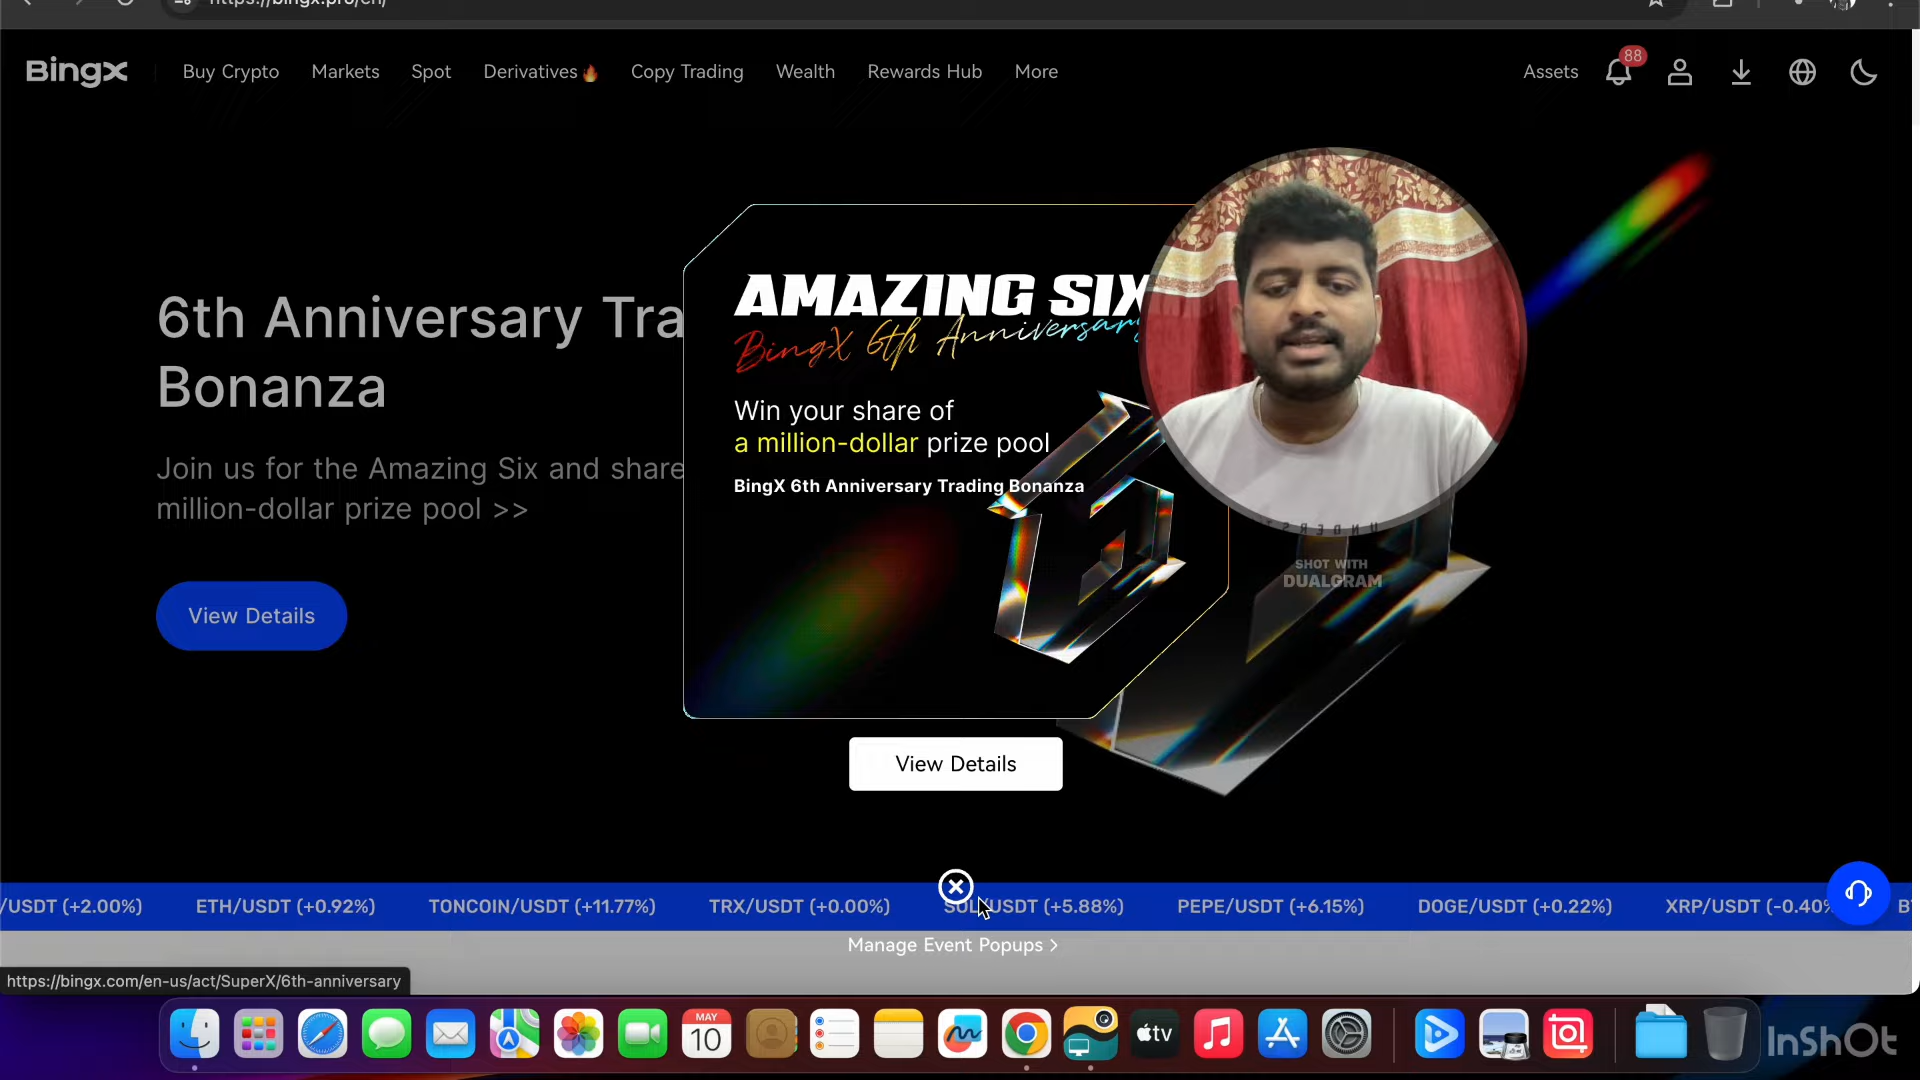 BingX
Buy Crypto
Markets
Spot
Derivatives
Copy Trading
Wealth
Rewards Hub
More
Assets
88
6th Anniversary Tra
Bonanza
Join us for the Amazing Six and share
million-dollar prize pool >>
View Details
AMAZING SIX
BingX 6th Anniversary
Win your share of
a million-dollar prize pool
BingX 6th Anniversary Trading Bonanza
SHOT WITH
DUALGRAM
View Details
/USDT (+2.00%)
ETH/USDT (+0.92%)
TONCOIN/USDT (+11.77%)
TRX/USDT (+0.00%)
SOL/USDT (+5.88%)
PEPE/USDT (+6.15%)
DOGE/USDT (+0.22%)
XRP/USDT (-0.40%
Manage Event Popups >
https://bingx.com/en-us/act/SuperX/6th-anniversary
MAY
10
tv
InShOt